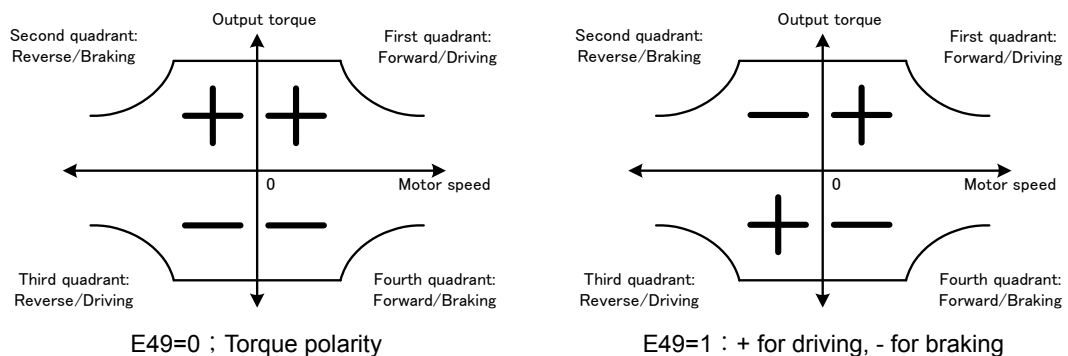 Output torque
Second quadrant:
Reverse/Braking
First quadrant:
Forward/Driving
+ +
0
Motor speed
- -
Third quadrant:
Reverse/Driving
Fourth quadrant:
Forward/Braking
E49=0 ; Torque polarity
Output torque
Second quadrant:
Reverse/Braking
First quadrant:
Forward/Driving
- +
0
Motor speed
+ -
Third quadrant:
Reverse/Driving
Fourth quadrant:
Forward/Braking
E49=1 : + for driving, - for braking